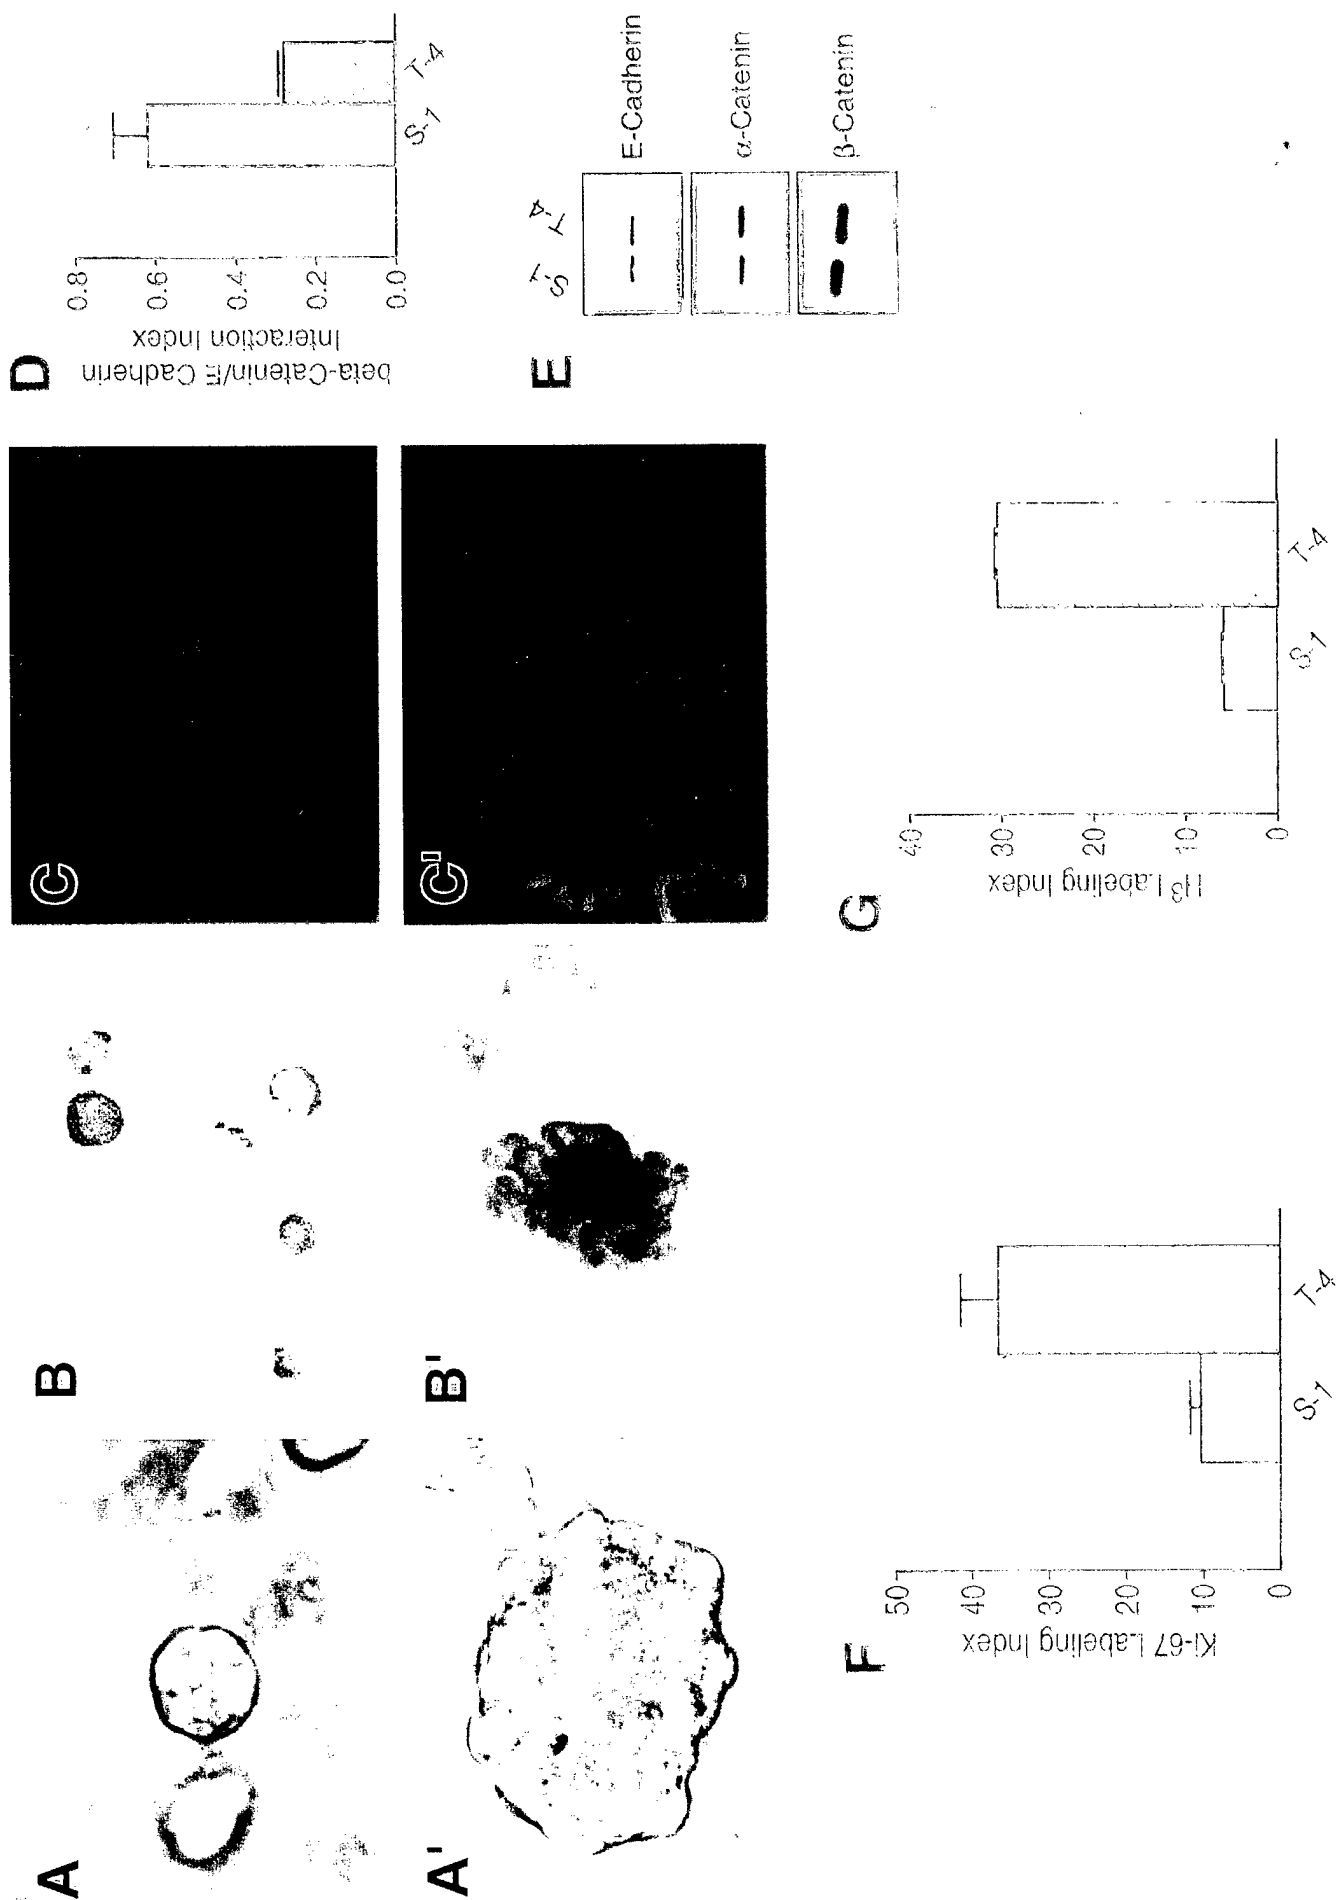 A
A'
B
B'
C
C'
D
beta-Catenin/E Cadherin
Interaction Index
0.8
0.6
0.4
0.2
0.0
S-1
T-4
E
S-1
T-4
E-Cadherin
α-Catenin
β-Catenin
F
Ki-67 Labeling Index
50
40
30
20
10
0
S-1
T-4
G
H3 Labeling Index
40
30
20
10
0
S-1
T-4